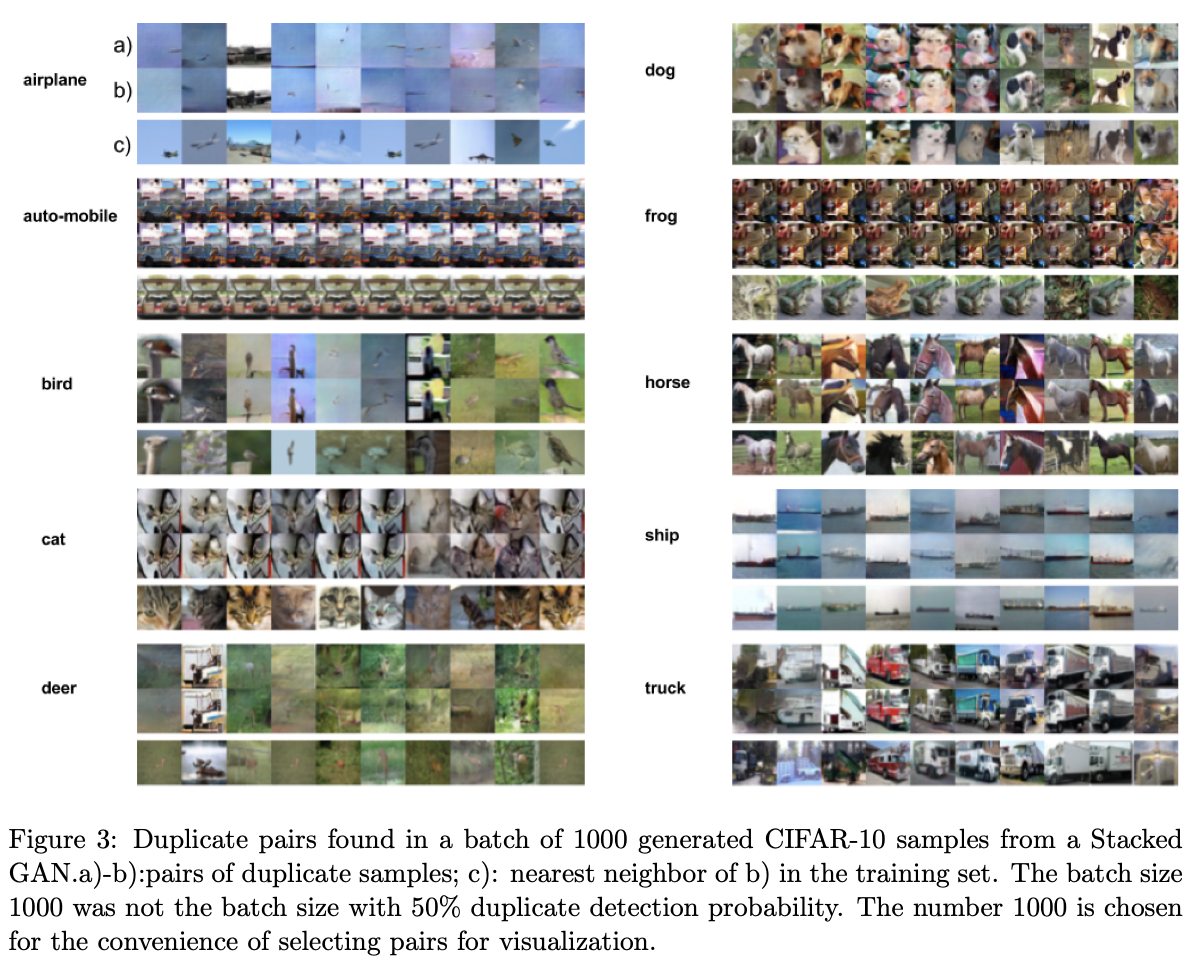 a)
airplane
b)
c)
auto-mobile
bird
cat
deer
dog
frog
horse
ship
truck
Figure 3: Duplicate pairs found in a batch of 1000 generated CIFAR-10 samples from a Stacked
GAN.a)-b):pairs of duplicate samples; c): nearest neighbor of b) in the training set. The batch size
1000 was not the batch size with 50% duplicate detection probability. The number 1000 is chosen
for the convenience of selecting pairs for visualization.